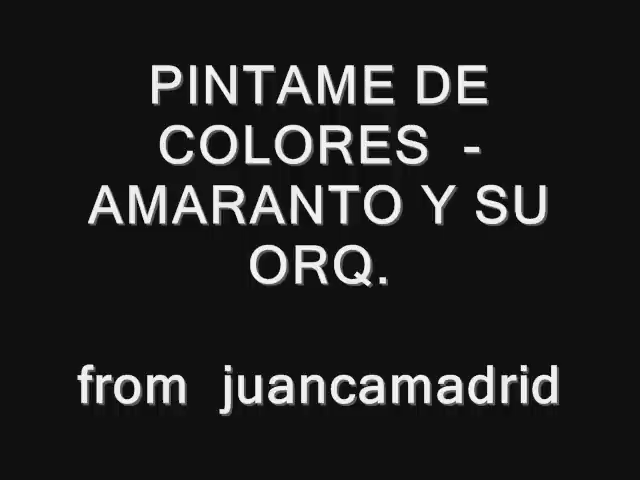 PINTAME DE
COLORES  -
AMARANTO Y SU
ORQ.
from  juancamadrid